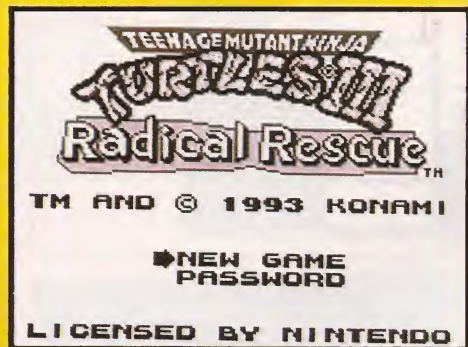 TEENAGE MUTANT NINJA
TURTLES III
Radical Rescue
TM
TM AND © 1993 KONAMI
NEW GAME
PASSWORD
LICENSED BY NINTENDO